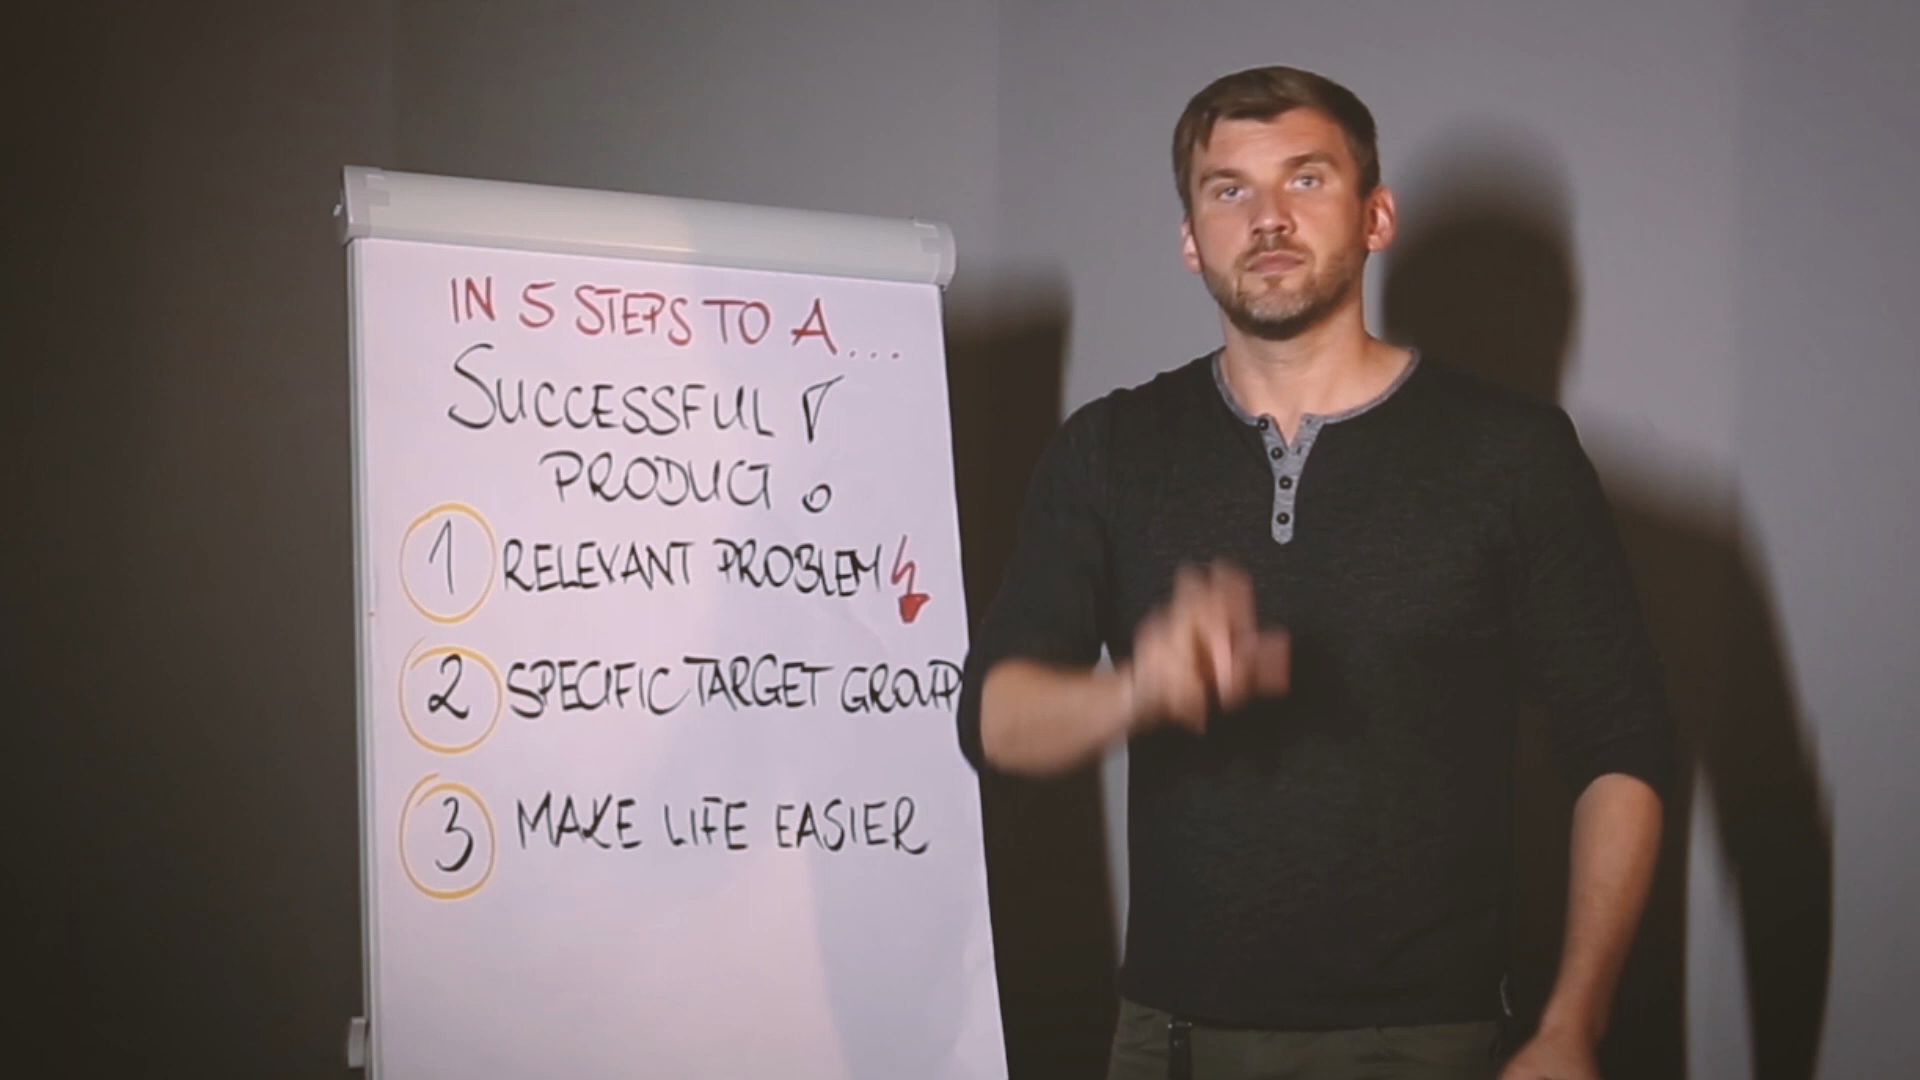 IN 5 STEPS TO A...
SUCCESSFUL
PRODUCT!
1 RELEVANT PROBLEM
2 SPECIFIC TARGET GROUP
3 MAKE LIFE EASIER